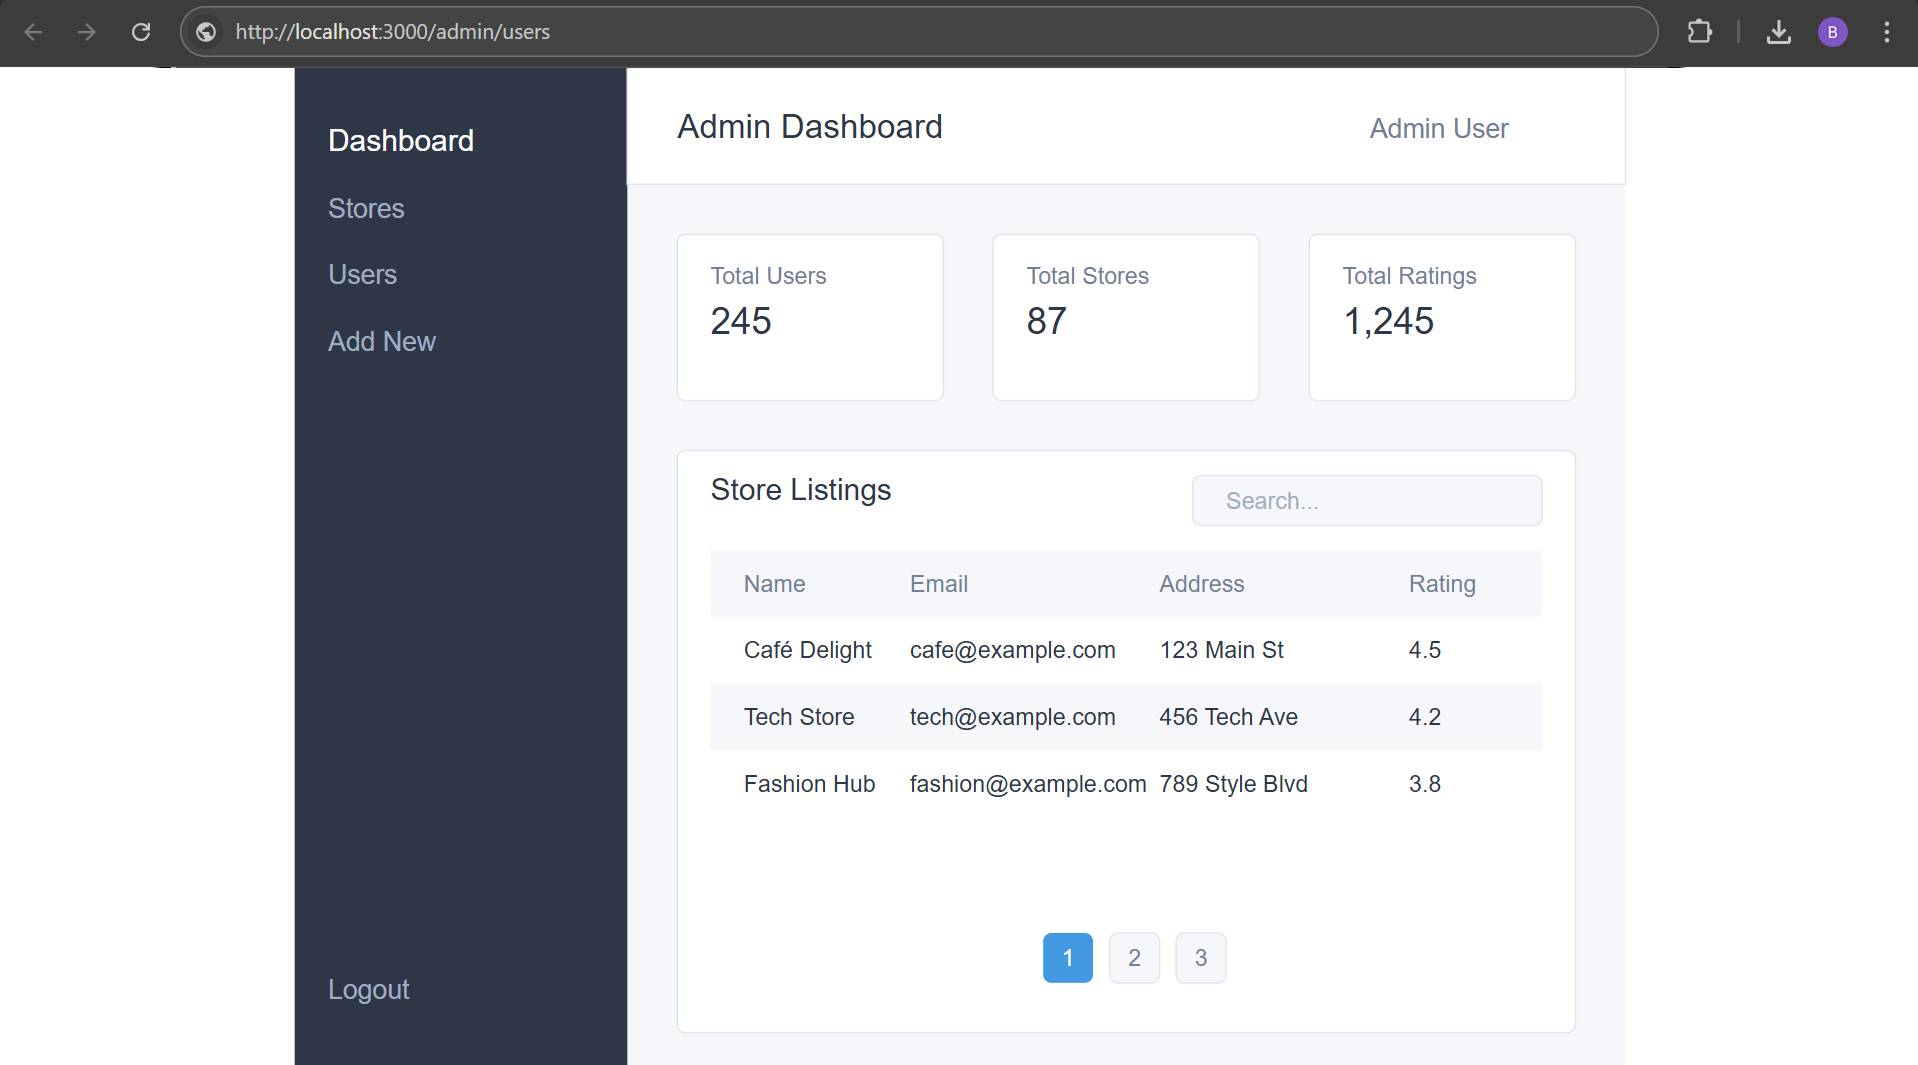 http://localhost:3000/admin/users
B
Dashboard
Stores
Users
Add New
Logout
Admin Dashboard
Admin User
Total Users
245
Total Stores
87
Total Ratings
1,245
Store Listings
Search...
Name Email Address Rating
Café Delight cafe@example.com 123 Main St 4.5
Tech Store tech@example.com 456 Tech Ave 4.2
Fashion Hub fashion@example.com 789 Style Blvd 3.8
1 2 3